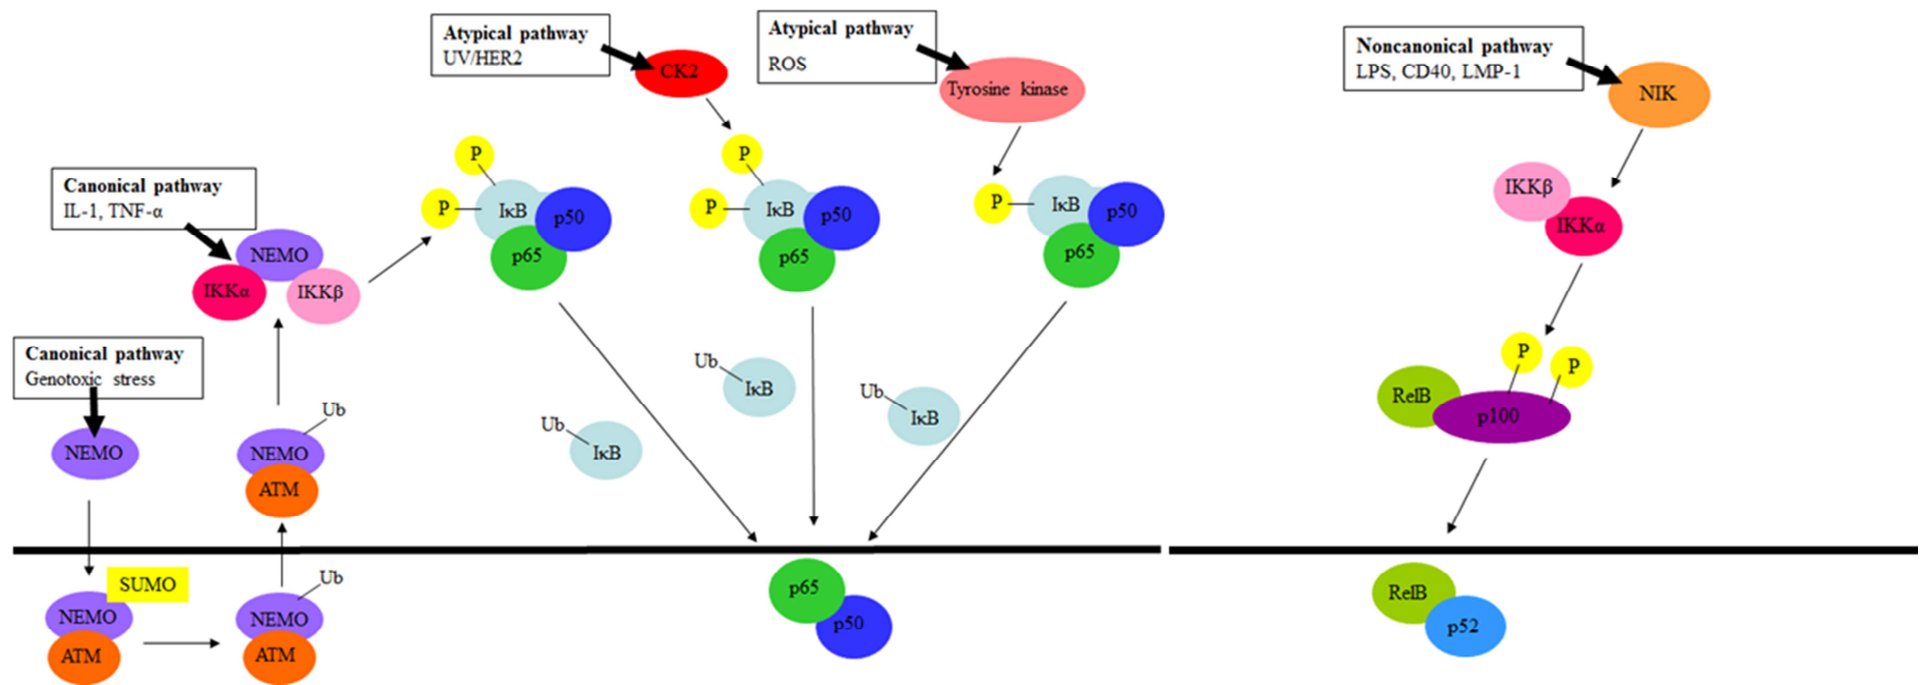 Atypical pathway
UV/HER2
CK2
Atypical pathway
ROS
Tyrosine kinase
Noncanonical pathway
LPS, CD40, LMP-1
NIK
Canonical pathway
IL-1, TNF-α
NEMO
IKKα
IKKβ
P
P
IκB
p50
p65
P
P
IκB
p50
p65
P
IκB
p50
p65
IKKβ
IKKα
Canonical pathway
Genotoxic stress
NEMO
Ub
NEMO
ATM
Ub
IκB
Ub
IκB
Ub
IκB
P
P
RelB
p100
SUMO
NEMO
ATM
Ub
NEMO
ATM
p65
p50
RelB
p52